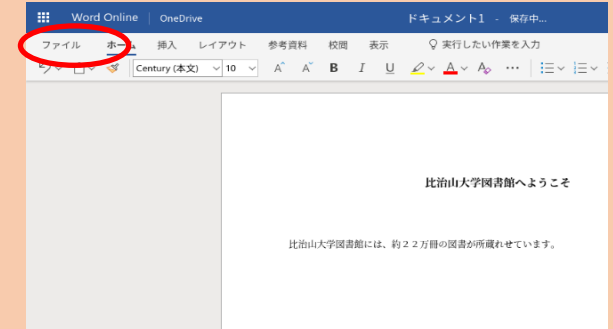 Word Online OneDrive ドキュメント1 - 保存中...
ファイル ホーム 挿入 レイアウト 参考資料 校閲 表示 実行したい作業を入力
Century (本文) 10 A A B I U A A ...
比治山大学図書館へようこそ
比治山大学図書館には、約２２万冊の図書が所蔵れせています。